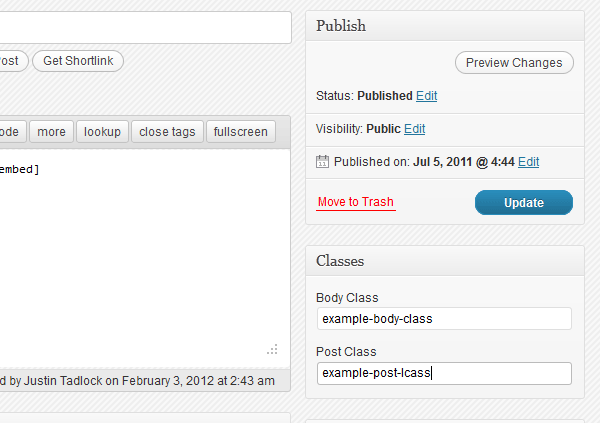 Publish
ost
Get Shortlink
Preview Changes
Status: Published Edit
ode more lookup close tags fullscreen
Visibility: Public Edit
embed]
Published on: Jul 5, 2011 @ 4:44 Edit
Move to Trash
Update
Classes
Body Class
example-body-class
Post Class
example-post-lcass
d by Justin Tadlock on February 3, 2012 at 2:43 am